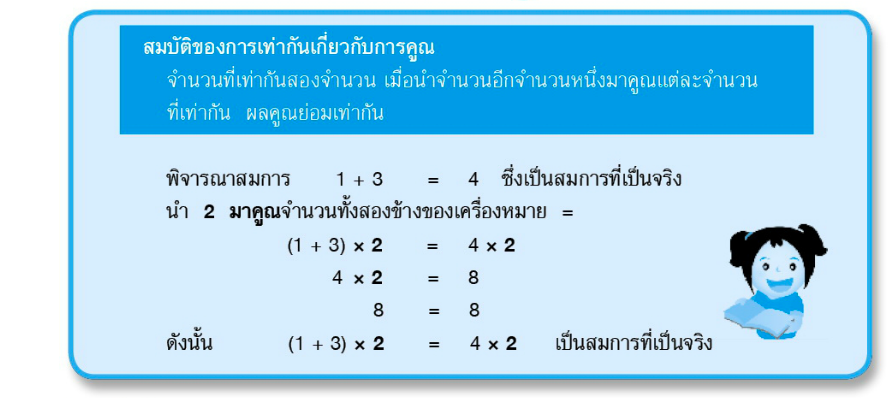 สมบัติของการเท่ากันเกี่ยวกับการคูณ
จำนวนที่เท่ากันสองจำนวน เมื่อนำจำนวนอีกจำนวนหนึ่งมาคูณแต่ละจำนวน
ที่เท่ากัน ผลคูณย่อมเท่ากัน
พิจารณาสมการ 1 + 3 = 4 ซึ่งเป็นสมการที่เป็นจริง
นำ 2 มาคูณจำนวนทั้งสองข้างของเครื่องหมาย =
(1 + 3) × 2 = 4 × 2
4 × 2 = 8
8 = 8
ดังนั้น (1 + 3) × 2 = 4 × 2 เป็นสมการที่เป็นจริง